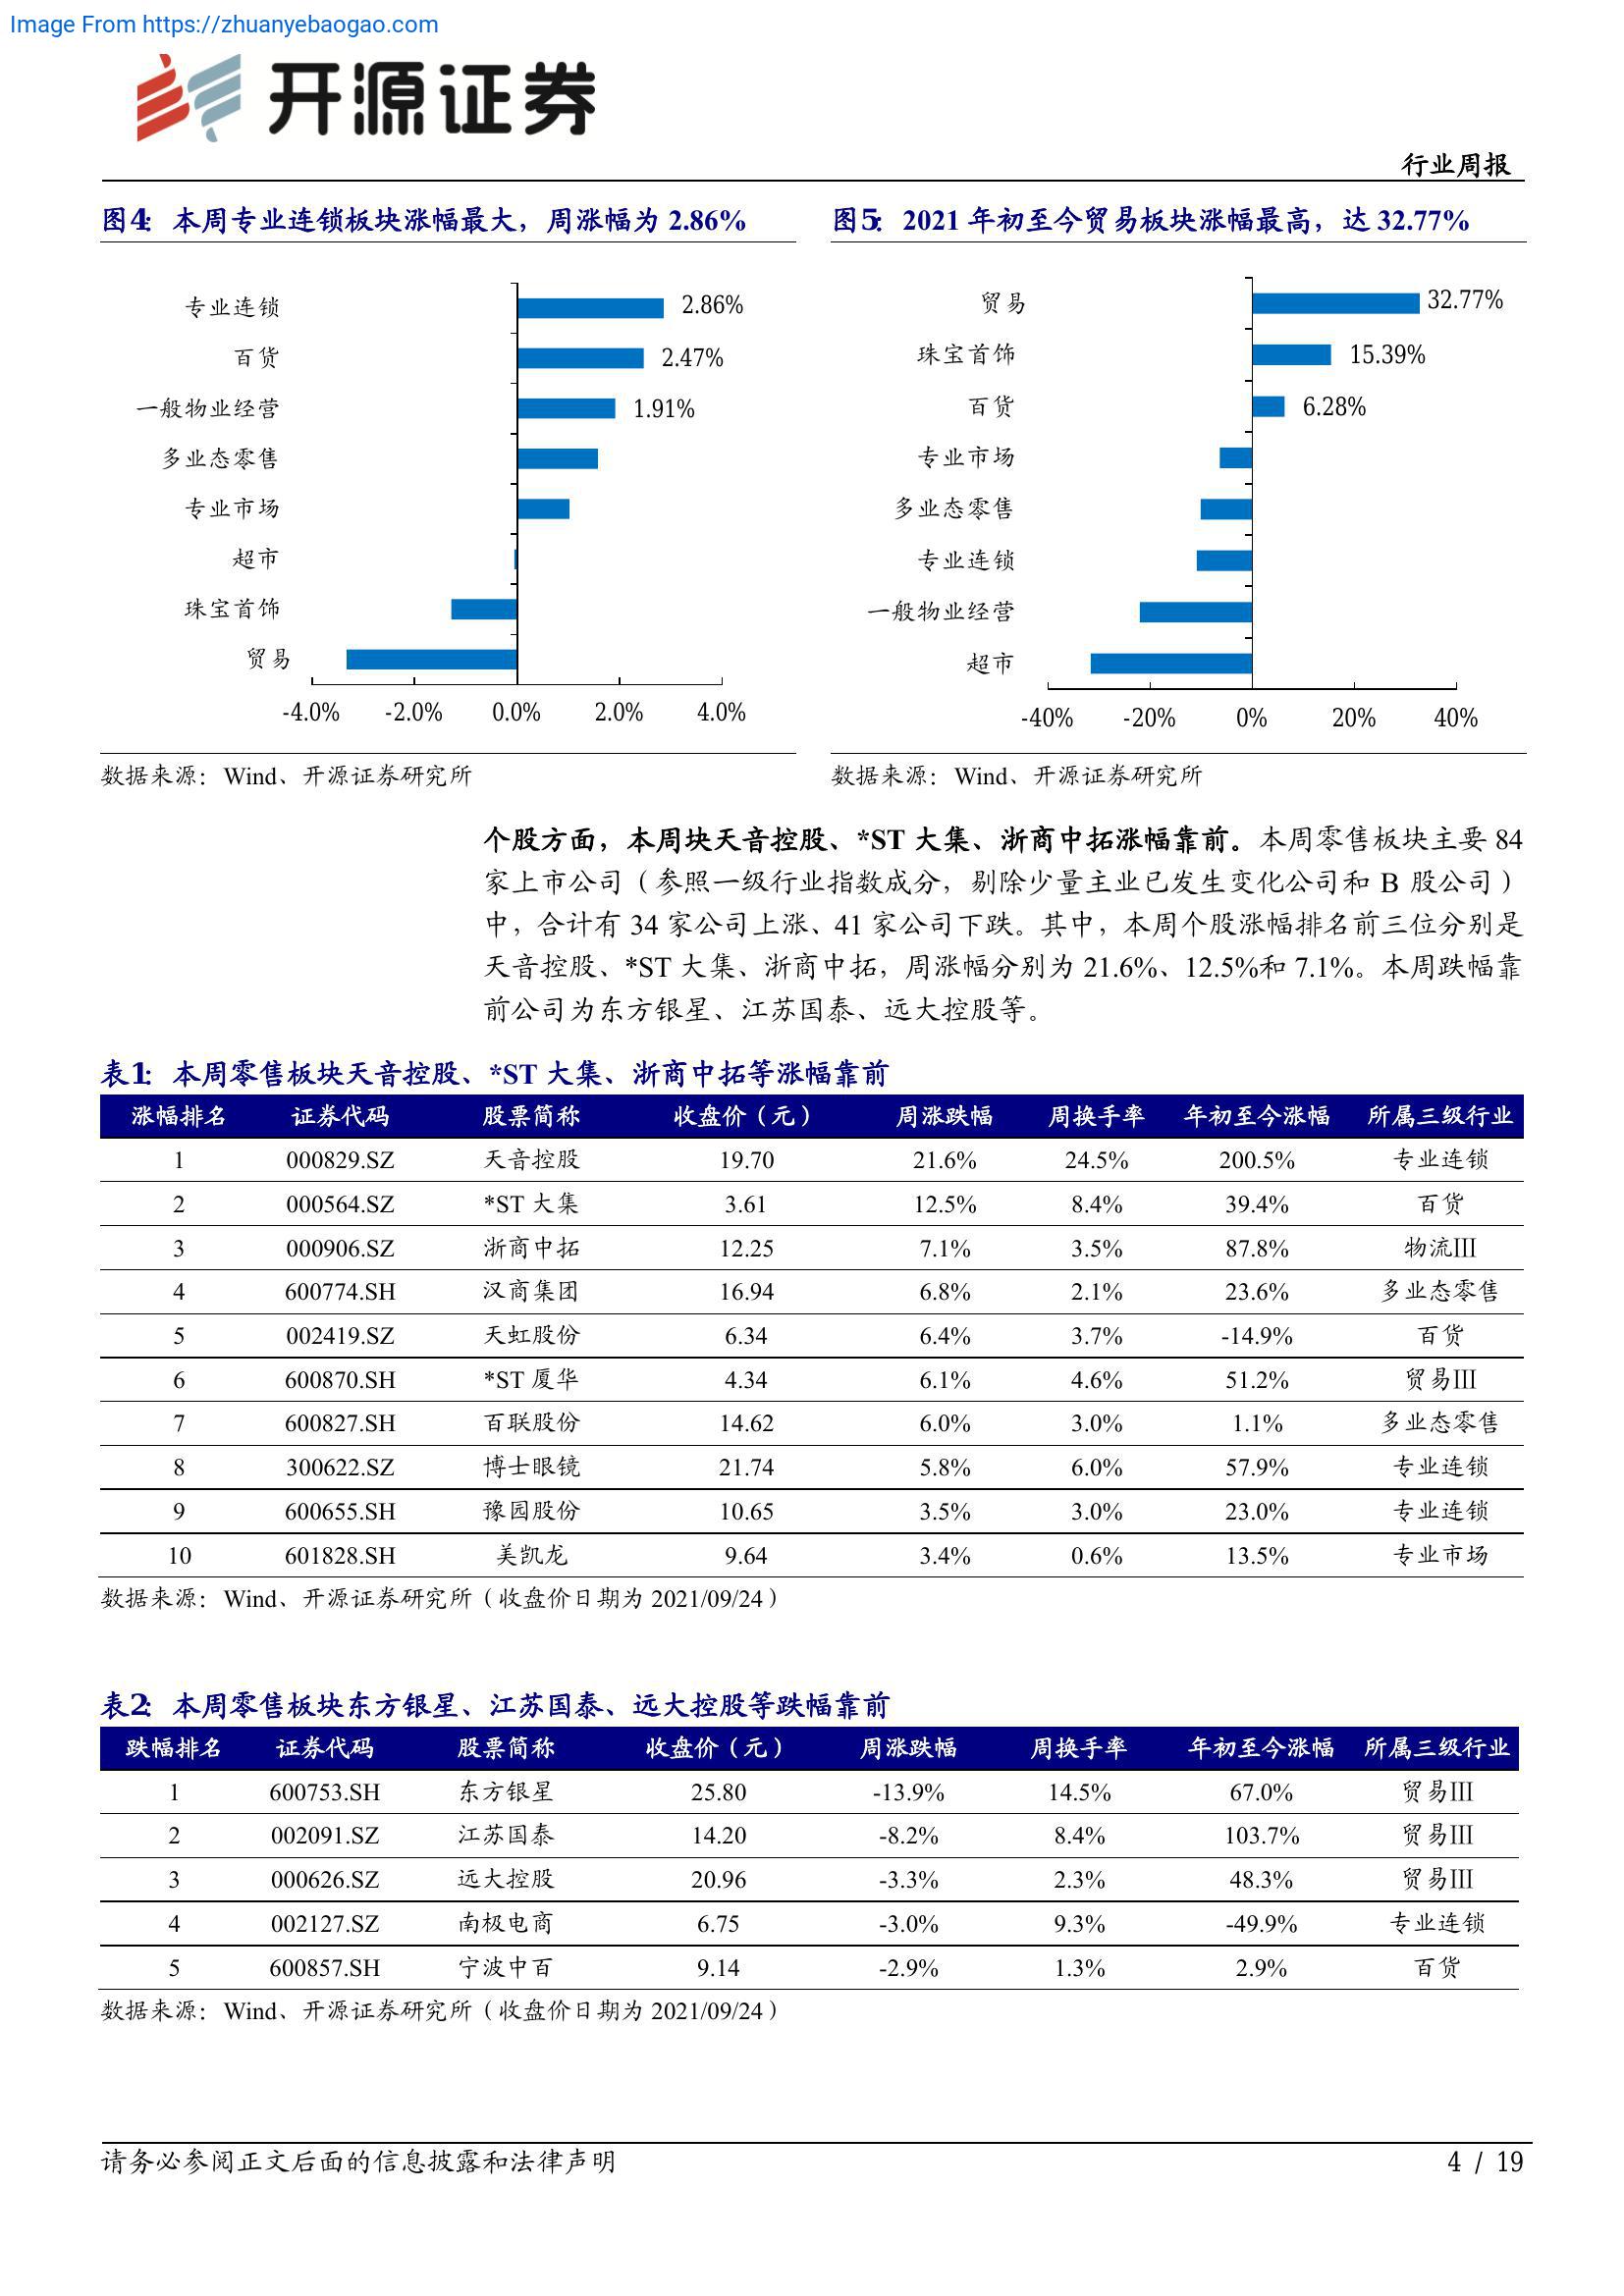 Image From https://zhuanyebaogao.com
开源证券
行业周报
图4： 本周专业连锁板块涨幅最大，周涨幅为 2.86%
专业连锁 2.86%
百货 2.47%
一般物业经营 1.91%
多业态零售
专业市场
超市
珠宝首饰
贸易
-4.0% -2.0% 0.0% 2.0% 4.0%
数据来源：Wind、开源证券研究所
图5： 2021 年初至今贸易板块涨幅最高，达 32.77%
贸易 32.77%
珠宝首饰 15.39%
百货 6.28%
专业市场
多业态零售
专业连锁
一般物业经营
超市
-40% -20% 0% 20% 40%
数据来源：Wind、开源证券研究所
个股方面，本周块天音控股、*ST 大集、浙商中拓涨幅靠前。本周零售板块主要 84
家上市公司（参照一级行业指数成分，剔除少量主业已发生变化公司和 B 股公司）
中，合计有 34 家公司上涨、41 家公司下跌。其中，本周个股涨幅排名前三位分别是
天音控股、*ST 大集、浙商中拓，周涨幅分别为 21.6%、12.5%和 7.1%。本周跌幅靠
前公司为东方银星、江苏国泰、远大控股等。
表1： 本周零售板块天音控股、*ST 大集、浙商中拓等涨幅靠前
涨幅排名 证券代码 股票简称 收盘价（元） 周涨跌幅 周换手率 年初至今涨幅 所属三级行业
1 000829.SZ 天音控股 19.70 21.6% 24.5% 200.5% 专业连锁
2 000564.SZ *ST 大集 3.61 12.5% 8.4% 39.4% 百货
3 000906.SZ 浙商中拓 12.25 7.1% 3.5% 87.8% 物流Ⅲ
4 600774.SH 汉商集团 16.94 6.8% 2.1% 23.6% 多业态零售
5 002419.SZ 天虹股份 6.34 6.4% 3.7% -14.9% 百货
6 600870.SH *ST 厦华 4.34 6.1% 4.6% 51.2% 贸易Ⅲ
7 600827.SH 百联股份 14.62 6.0% 3.0% 1.1% 多业态零售
8 300622.SZ 博士眼镜 21.74 5.8% 6.0% 57.9% 专业连锁
9 600655.SH 豫园股份 10.65 3.5% 3.0% 23.0% 专业连锁
10 601828.SH 美凯龙 9.64 3.4% 0.6% 13.5% 专业市场
数据来源：Wind、开源证券研究所（收盘价日期为 2021/09/24）
表2： 本周零售板块东方银星、江苏国泰、远大控股等跌幅靠前
跌幅排名 证券代码 股票简称 收盘价（元） 周涨跌幅 周换手率 年初至今涨幅 所属三级行业
1 600753.SH 东方银星 25.80 -13.9% 14.5% 67.0% 贸易Ⅲ
2 002091.SZ 江苏国泰 14.20 -8.2% 8.4% 103.7% 贸易Ⅲ
3 000626.SZ 远大控股 20.96 -3.3% 2.3% 48.3% 贸易Ⅲ
4 002127.SZ 南极电商 6.75 -3.0% 9.3% -49.9% 专业连锁
5 600857.SH 宁波中百 9.14 -2.9% 1.3% 2.9% 百货
数据来源：Wind、开源证券研究所（收盘价日期为 2021/09/24）
请务必参阅正文后面的信息披露和法律声明
4 / 19